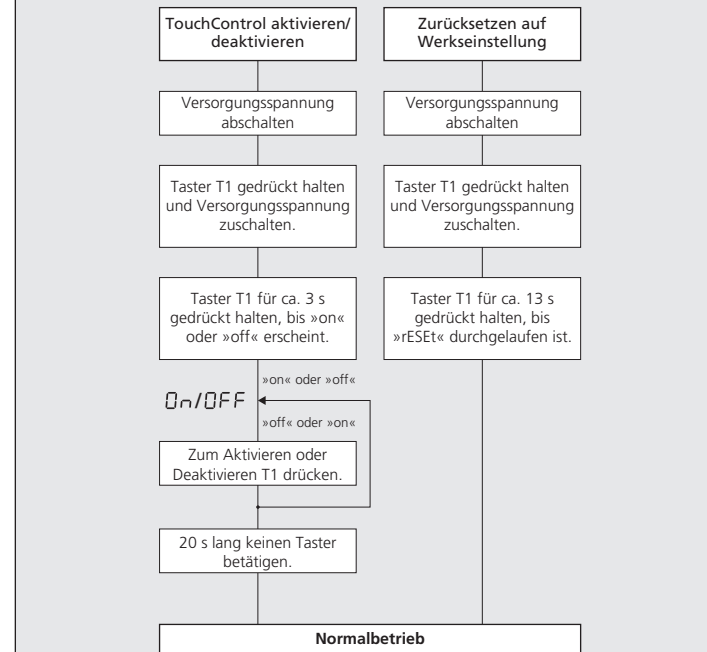 TouchControl aktivieren/
deaktivieren
Versorgungsspannung
abschalten
Taster T1 gedrückt halten
und Versorgungsspannung
zuschalten.
Taster T1 für ca. 3 s
gedrückt halten, bis »on«
oder »off« erscheint.
»on« oder »off«
On/OFF
»off« oder »on«
Zum Aktivieren oder
Deaktivieren T1 drücken.
20 s lang keinen Taster
betätigen.
Zurücksetzen auf
Werkseinstellung
Versorgungsspannung
abschalten
Taster T1 gedrückt halten
und Versorgungsspannung
zuschalten.
Taster T1 für ca. 13 s
gedrückt halten, bis
»rESEt« durchgelaufen ist.
Normalbetrieb